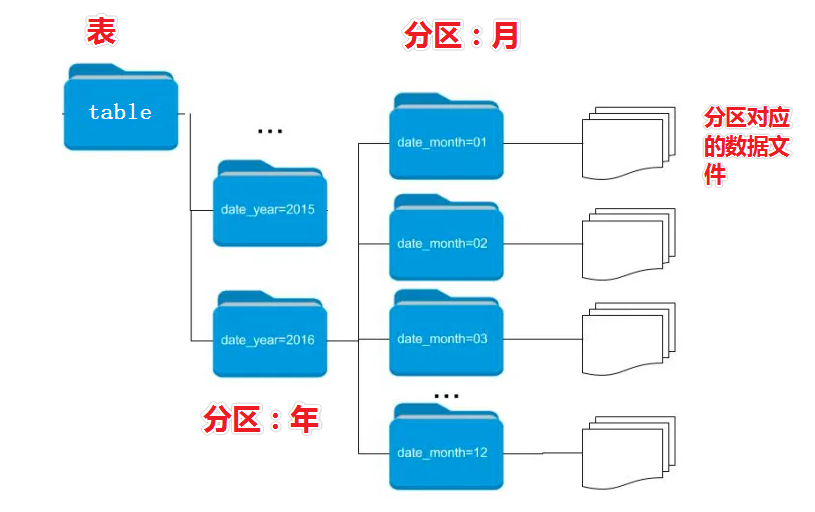 表
分区：月
table
...
date_month=01
分区对应
的数据文
件
date_year=2015
date_month=02
date_year=2016
date_month=03
...
分区：年
date_month=12